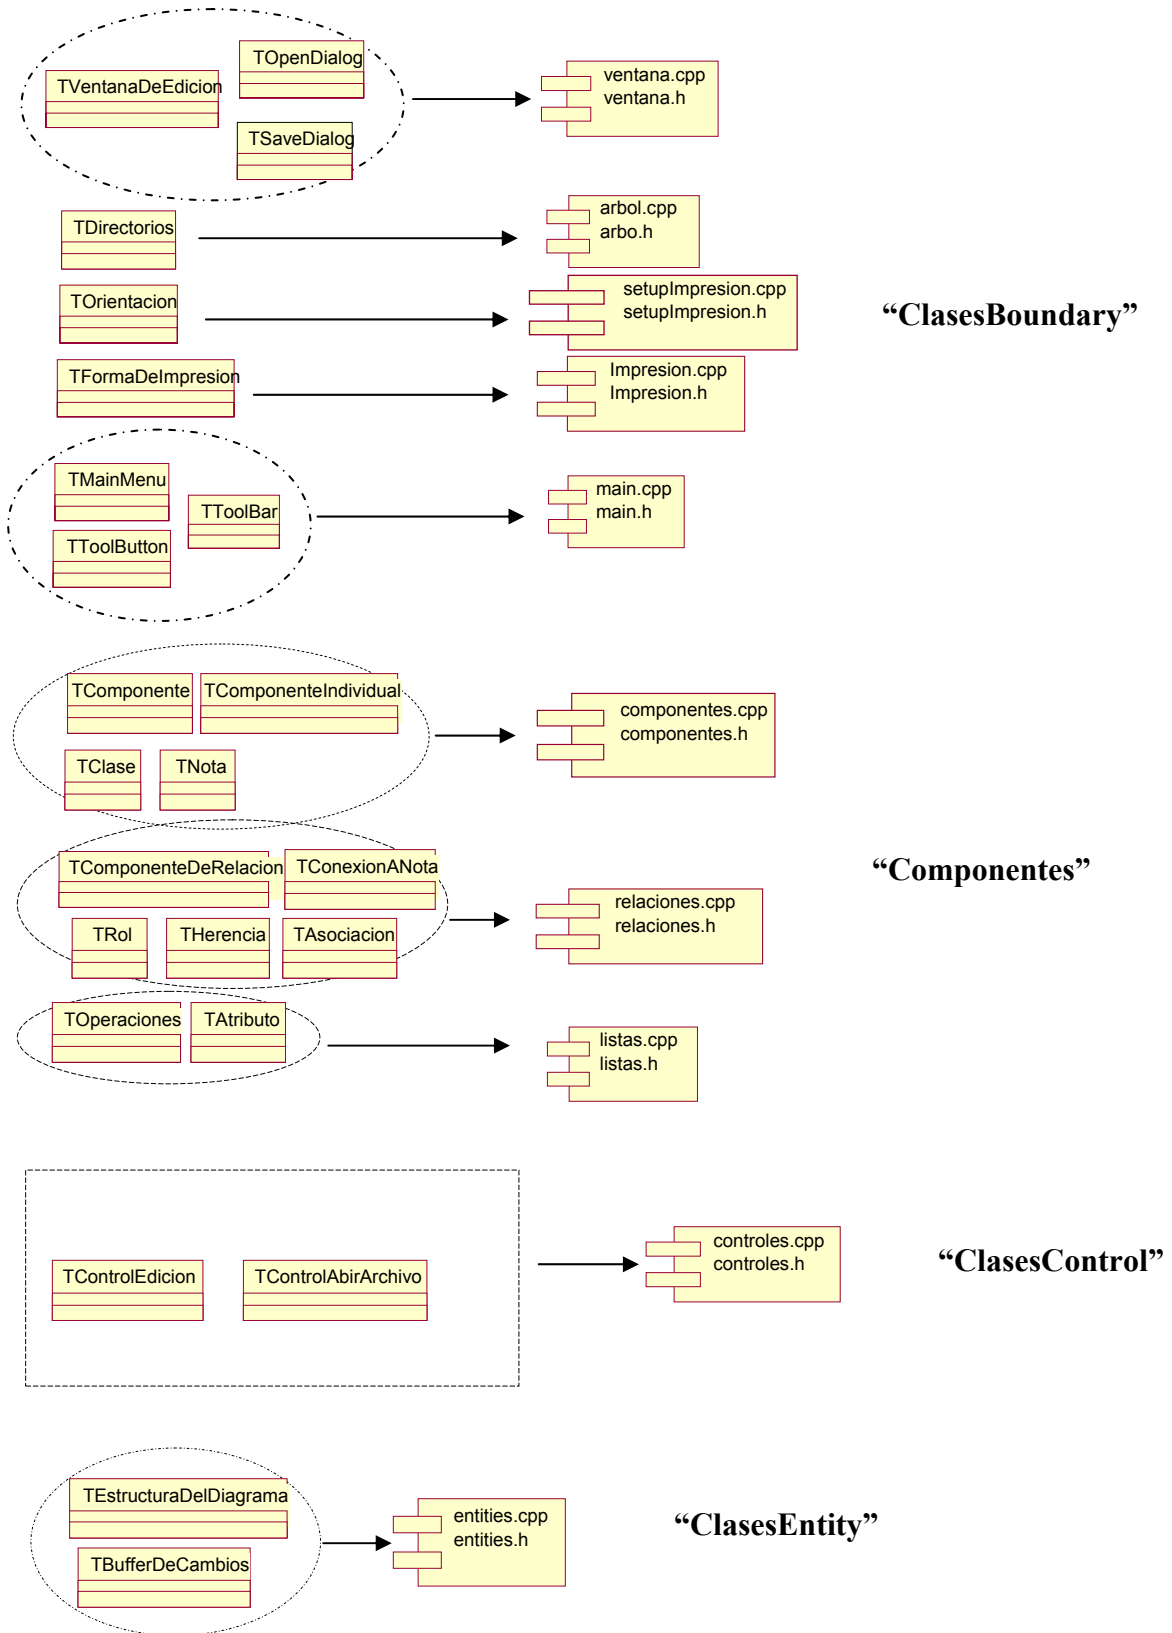 TOpenDialog
TVentanaDeEdicion
TSaveDialog
ventana.cpp
ventana.h
TDirectorios
arbol.cpp
arbo.h
TOrientacion
setupImpresion.cpp
setupImpresion.h
“ClasesBoundary”
TFormaDeImpresion
Impresion.cpp
Impresion.h
TMainMenu
TToolBar
TToolButton
main.cpp
main.h
TComponente
TComponenteIndividual
TClase
TNota
componentes.cpp
componentes.h
TComponenteDeRelacion
TConexionANota
“Componentes”
TRol
THerencia
TAsociacion
relaciones.cpp
relaciones.h
TOperaciones
TAtributo
listas.cpp
listas.h
TControlEdicion
TControlAbirArchivo
controles.cpp
controles.h
“ClasesControl”
TEstructuraDelDiagrama
TBufferDeCambios
entities.cpp
entities.h
“ClasesEntity”